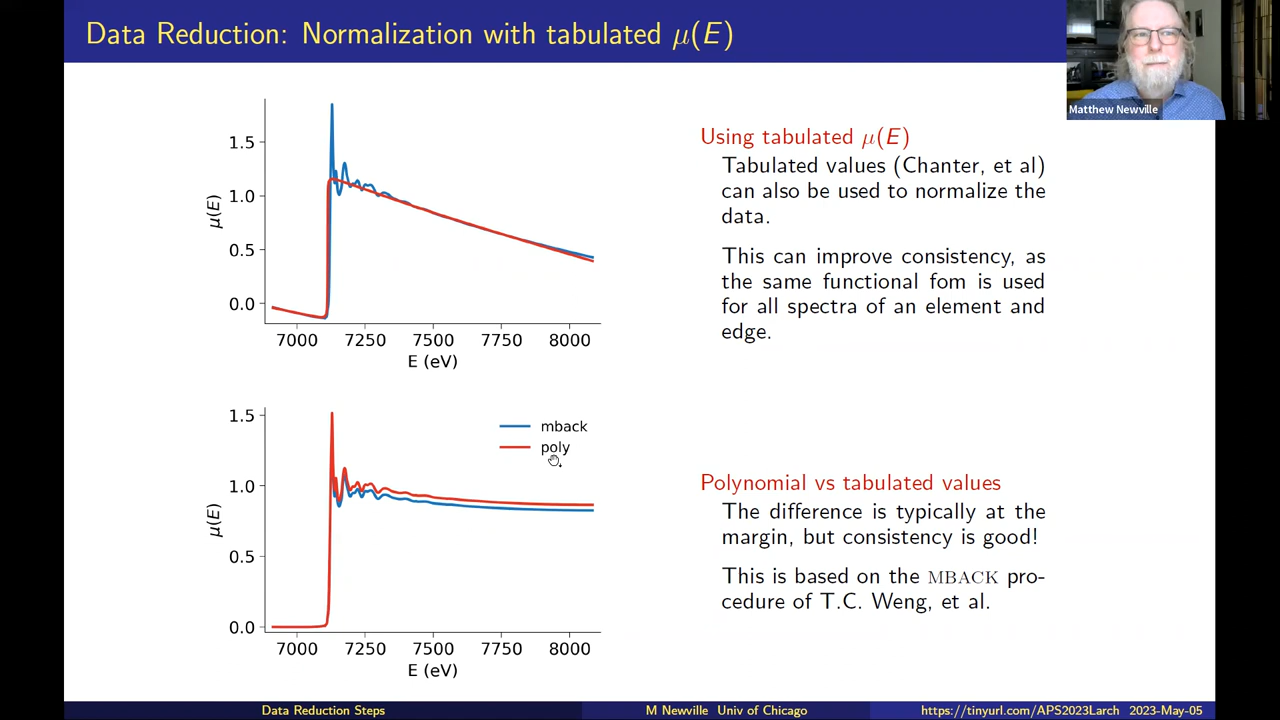 Data Reduction: Normalization with tabulated μ(E)
Matthew Newville
1.5
1.0
0.5
0.0
μ(E)
7000 7250 7500 7750 8000
E (eV)
Using tabulated μ(E)
Tabulated values (Chanter, et al)
can also be used to normalize the
data.
This can improve consistency, as
the same functional fom is used
for all spectra of an element and
edge.
1.5
1.0
0.5
0.0
μ(E)
mback
poly
7000 7250 7500 7750 8000
E (eV)
Polynomial vs tabulated values
The difference is typically at the
margin, but consistency is good!
This is based on the MBACK pro-
cedure of T.C. Weng, et al.
Data Reduction Steps
M Newville Univ of Chicago
https://tinyurl.com/APS2023Larch 2023-May-05